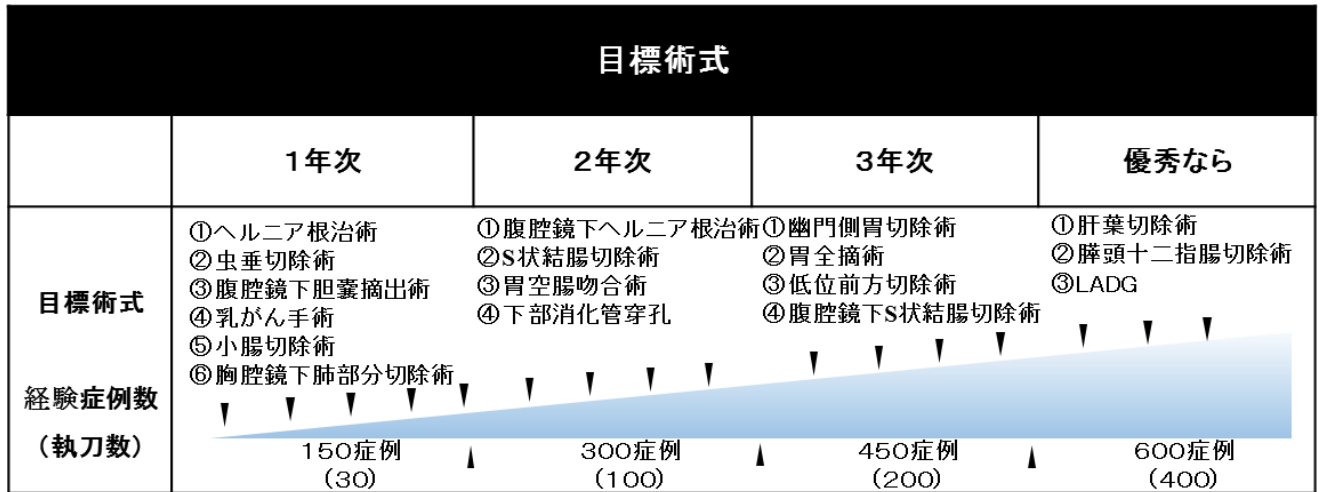 目標術式
1年次
2年次
3年次
優秀なら
目標術式
①ヘルニア根治術
②虫垂切除術
③腹腔鏡下胆嚢摘出術
④乳がん手術
⑤小腸切除術
⑥胸腔鏡下肺部分切除術
①腹腔鏡下ヘルニア根治術
②S状結腸切除術
③胃空腸吻合術
④下部消化管穿孔
①幽門側胃切除術
②胃全摘術
③低位前方切除術
④腹腔鏡下S状結腸切除術
①肝葉切除術
②膵頭十二指腸切除術
③LADG
経験症例数
（執刀数）
150症例
(30)
300症例
(100)
450症例
(200)
600症例
(400)